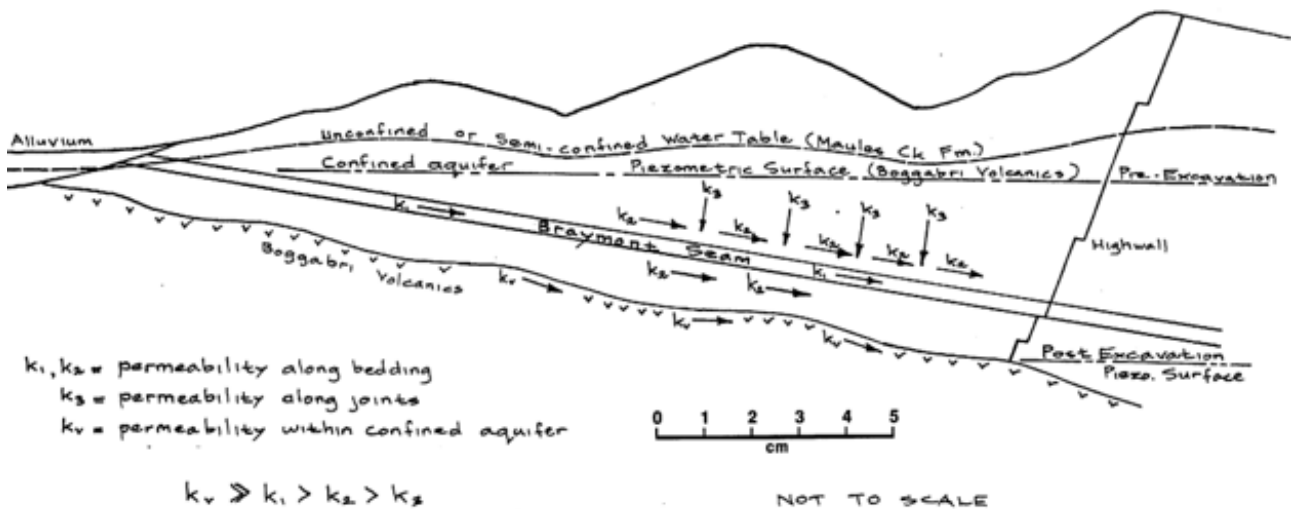 Alluvium
Unconfined or Semi-confined Water Table (Maules Ck Fm.)
Confined aquifer
Piezometric Surface (Boggabri Volcanics)
Pre-Excavation
k₃
k₃
k₃
k₃
k₁
k₂
k₂
k₂
k₂
k₂
Braymont Seam
Highwall
k₁
k₂
k₂
Boggabri Volcanics
kᵥ
kᵥ
kᵥ
Post Excavation
Piezo. Surface
k₁, k₂ = permeability along bedding
k₃ = permeability along joints
kᵥ = permeability within confined aquifer
0 1 2 3 4 5
cm
kᵥ ≫ k₁ > k₂ > k₃
NOT TO SCALE